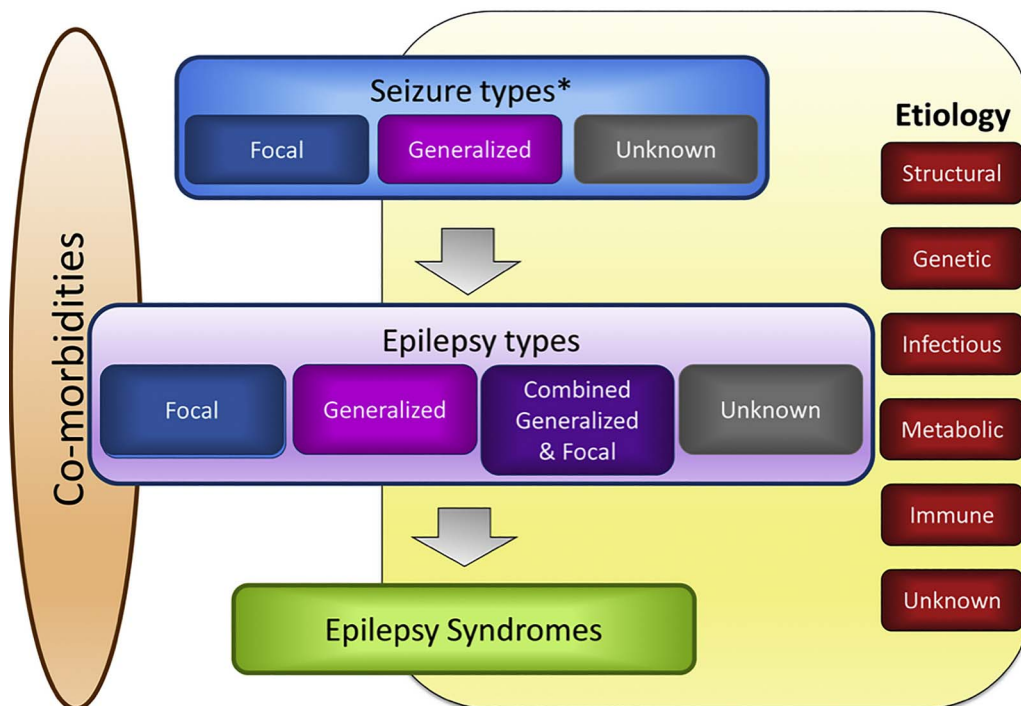 Seizure types*
Focal
Generalized
Unknown
Etiology
Structural
Genetic
Infectious
Metabolic
Immune
Unknown
Co-morbidities
Epilepsy types
Focal
Generalized
Combined
Generalized
& Focal
Unknown
Epilepsy Syndromes